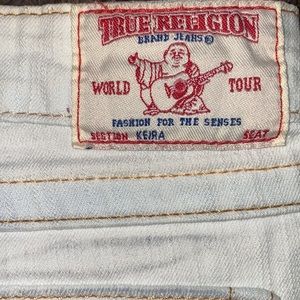 TRUE RELIGION
BRAND JEANS®
WORLD TOUR
FASHION FOR THE SENSES
SECTION KEIRA SEAT